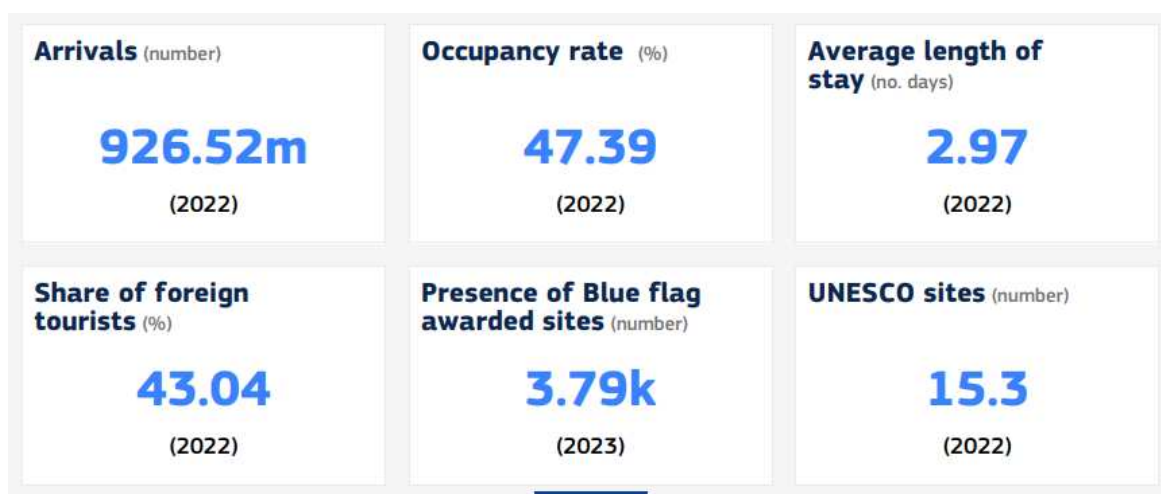 Arrivals (number)
926.52m
(2022)
Occupancy rate (%)
47.39
(2022)
Average length of
stay (no. days)
2.97
(2022)
Share of foreign
tourists (%)
43.04
(2022)
Presence of Blue flag
awarded sites (number)
3.79k
(2023)
UNESCO sites (number)
15.3
(2022)